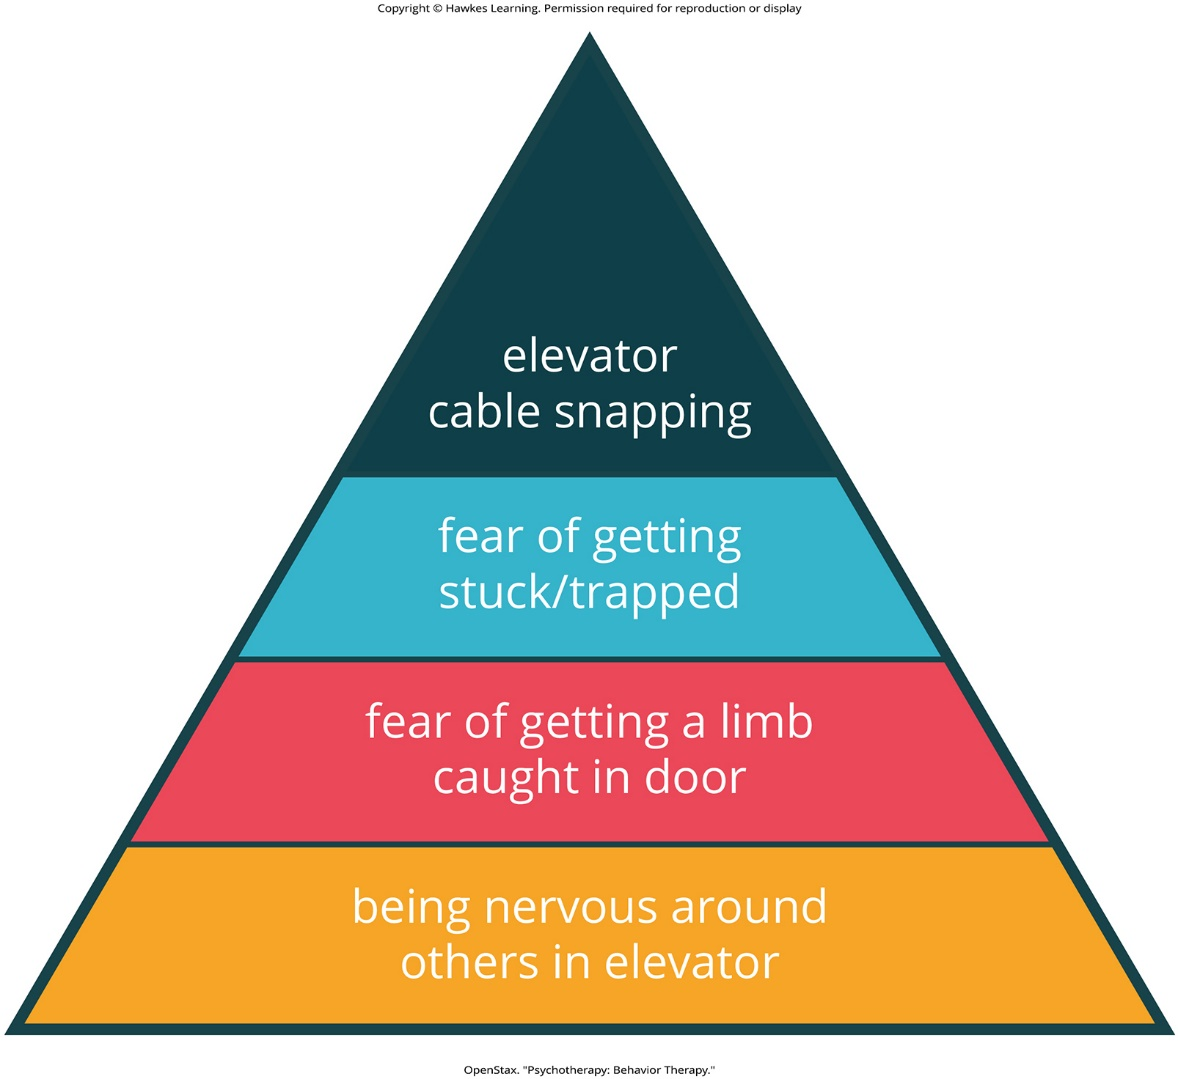 Copyright © Hawkes Learning. Permission required for reproduction or display
elevator
cable snapping
fear of getting
stuck/trapped
fear of getting a limb
caught in door
being nervous around
others in elevator
OpenStax. "Psychotherapy: Behavior Therapy."